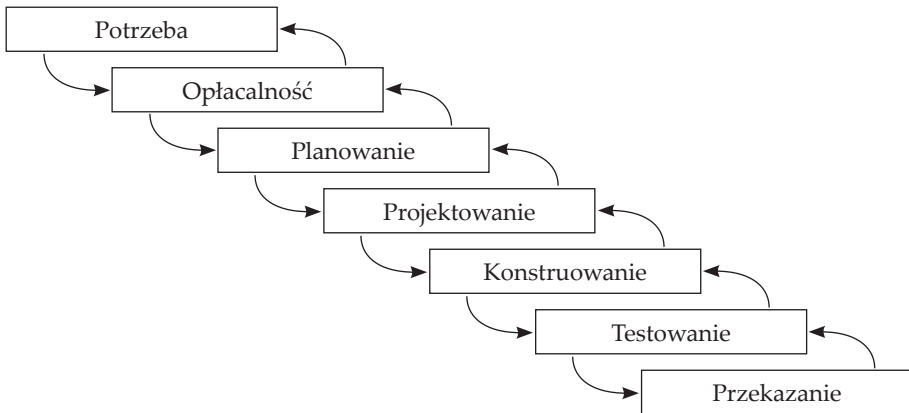 Potrzeba
Opłacalność
Planowanie
Projektowanie
Konstruowanie
Testowanie
Przekazanie